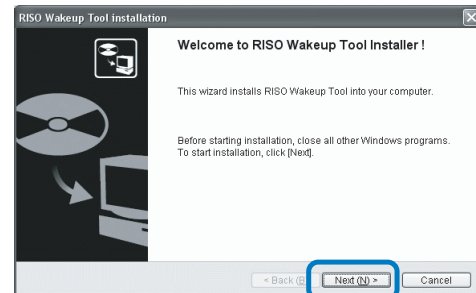 RISO Wakeup Tool installation
Welcome to RISO Wakeup Tool Installer !
This wizard installs RISO Wakeup Tool into your computer.
Before starting installation, close all other Windows programs.
To start installation, click [Next].
< Back (B
Next (N) >
Cancel